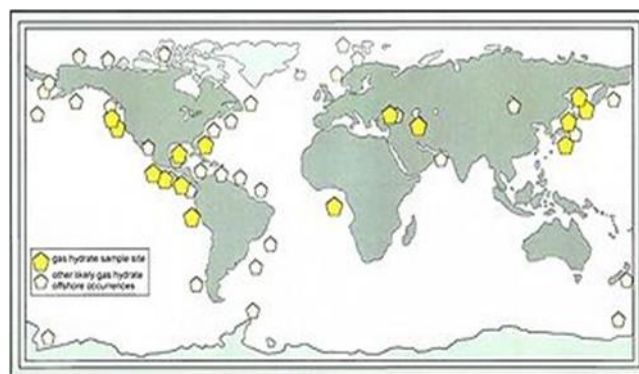 gas hydrate sample site
other likely gas hydrate
offshore occurrences